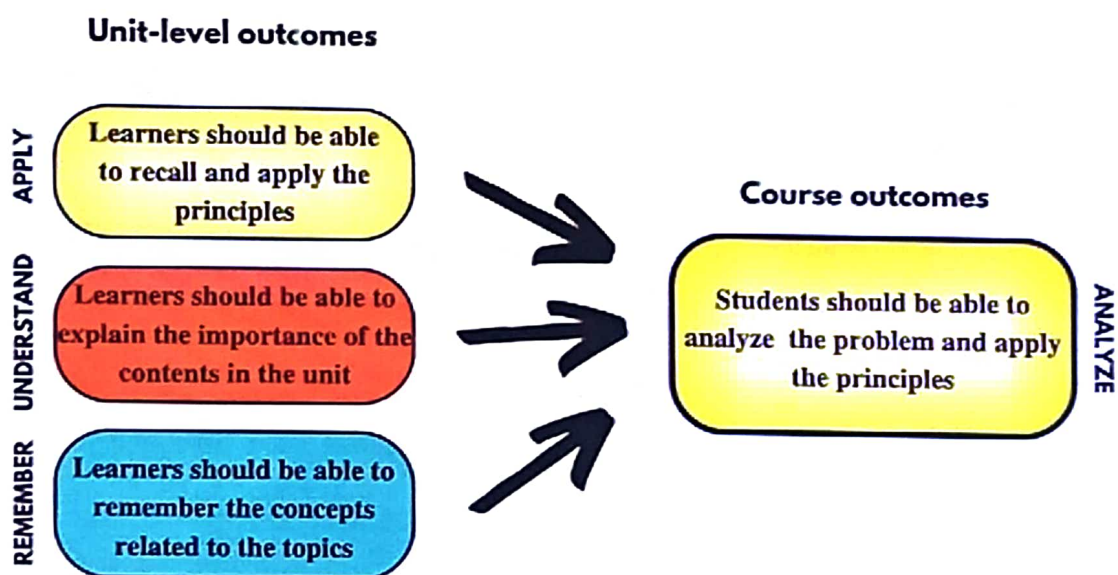 Unit-level outcomes
APPLY
Learners should be able
to recall and apply the
principles
UNDERSTAND
Learners should be able to
explain the importance of the
contents in the unit
REMEMBER
Learners should be able to
remember the concepts
related to the topics
Course outcomes
Students should be able to
analyze the problem and apply
the principles
ANALYZE